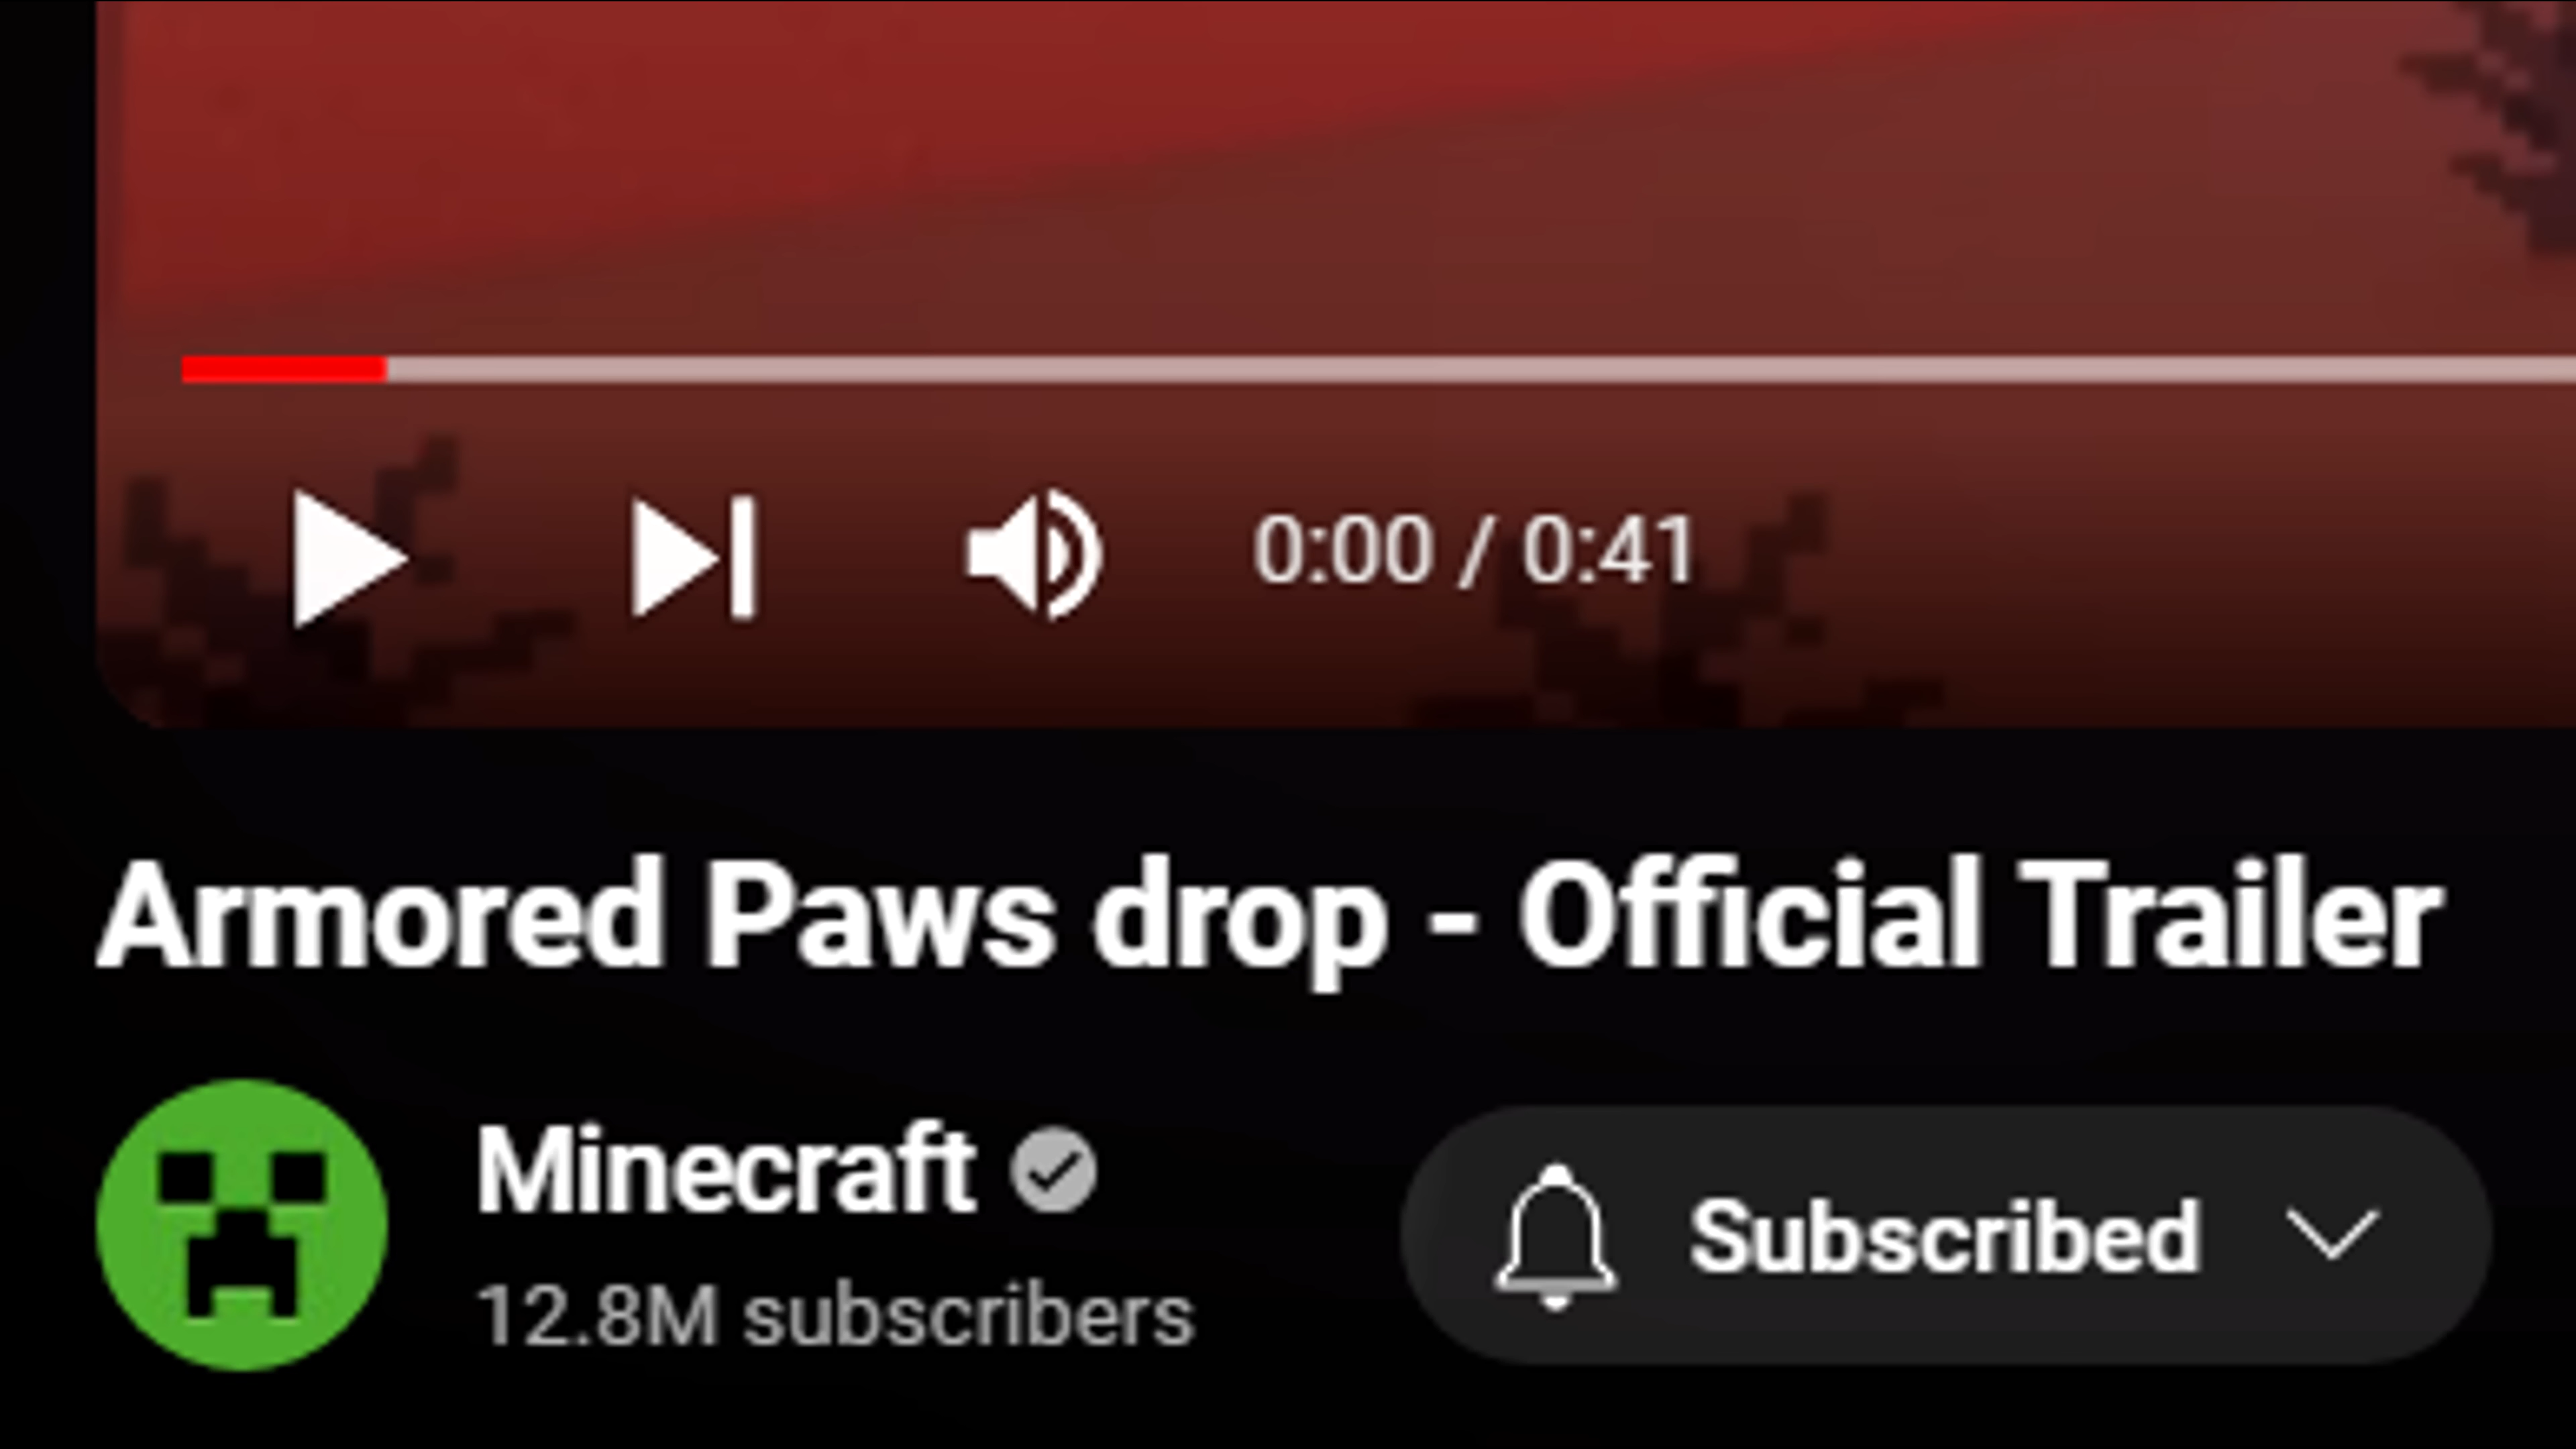 0:00 / 0:41
Armored Paws drop - Official Trailer
Minecraft
12.8M subscribers
Subscribed